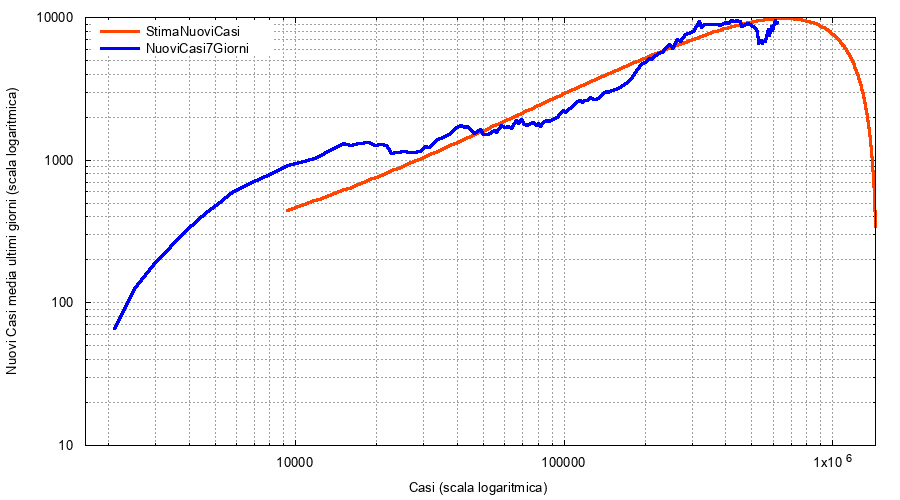 StimaNuoviCasi
NuoviCasi7Giorni
10000
1000
100
10
Nuovi Casi media ultimi giorni (scala logaritmica)
10000 100000 1x10 6
Casi (scala logaritmica)